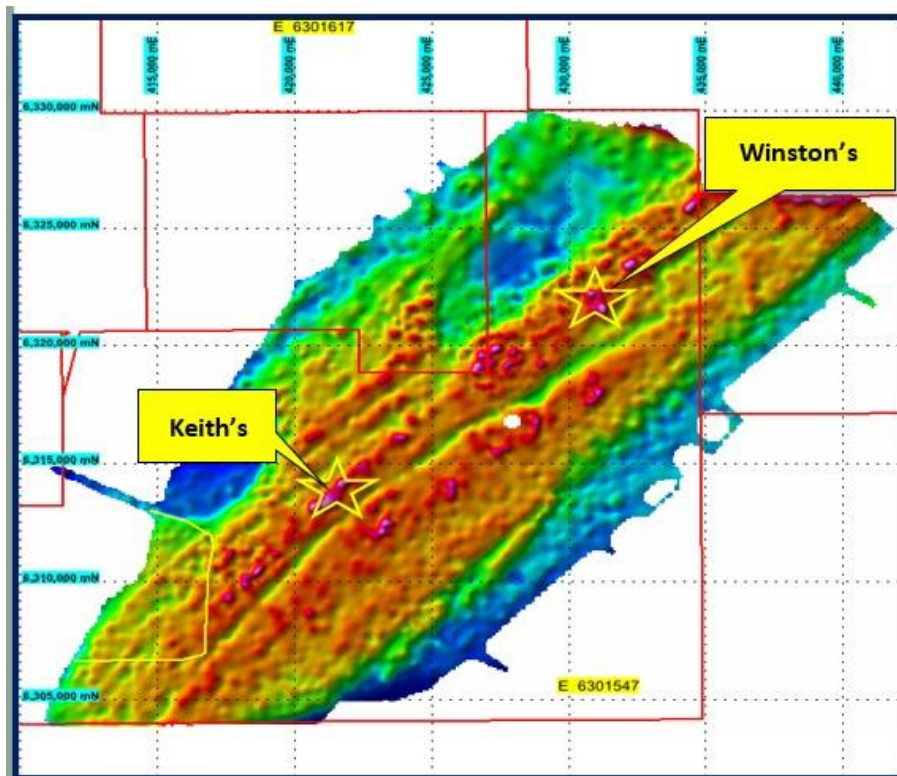 E 6301617
415,000 mE
420,000 mE
425,000 mE
430,000 mE
435,000 mE
440,000 mE
6,330,000 mN
Winston's
6,325,000 mN
6,320,000 mN
Keith's
6,315,000 mN
6,310,000 mN
6,305,000 mN
E 6301547